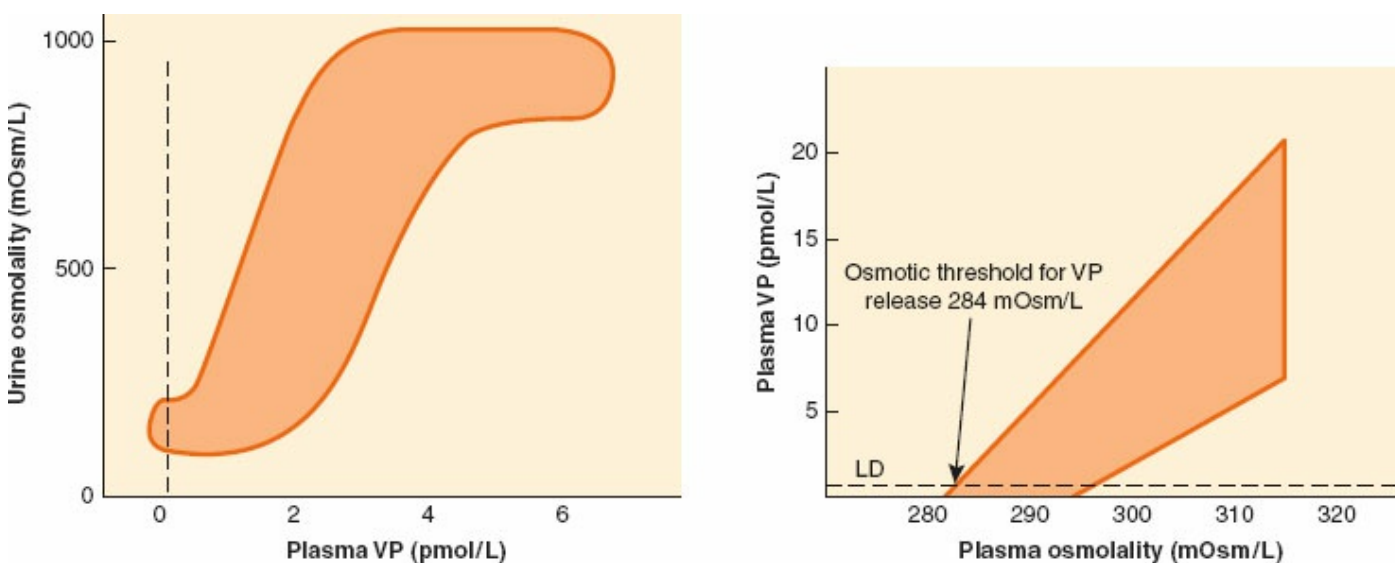 1000
500
0
Urine osmolality (mOsm/L)
0 2 4 6
Plasma VP (pmol/L)
20
15
10
5
Plasma VP (pmol/L)
Osmotic threshold for VP
release 284 mOsm/L
LD
280 290 300 310 320
Plasma osmolality (mOsm/L)